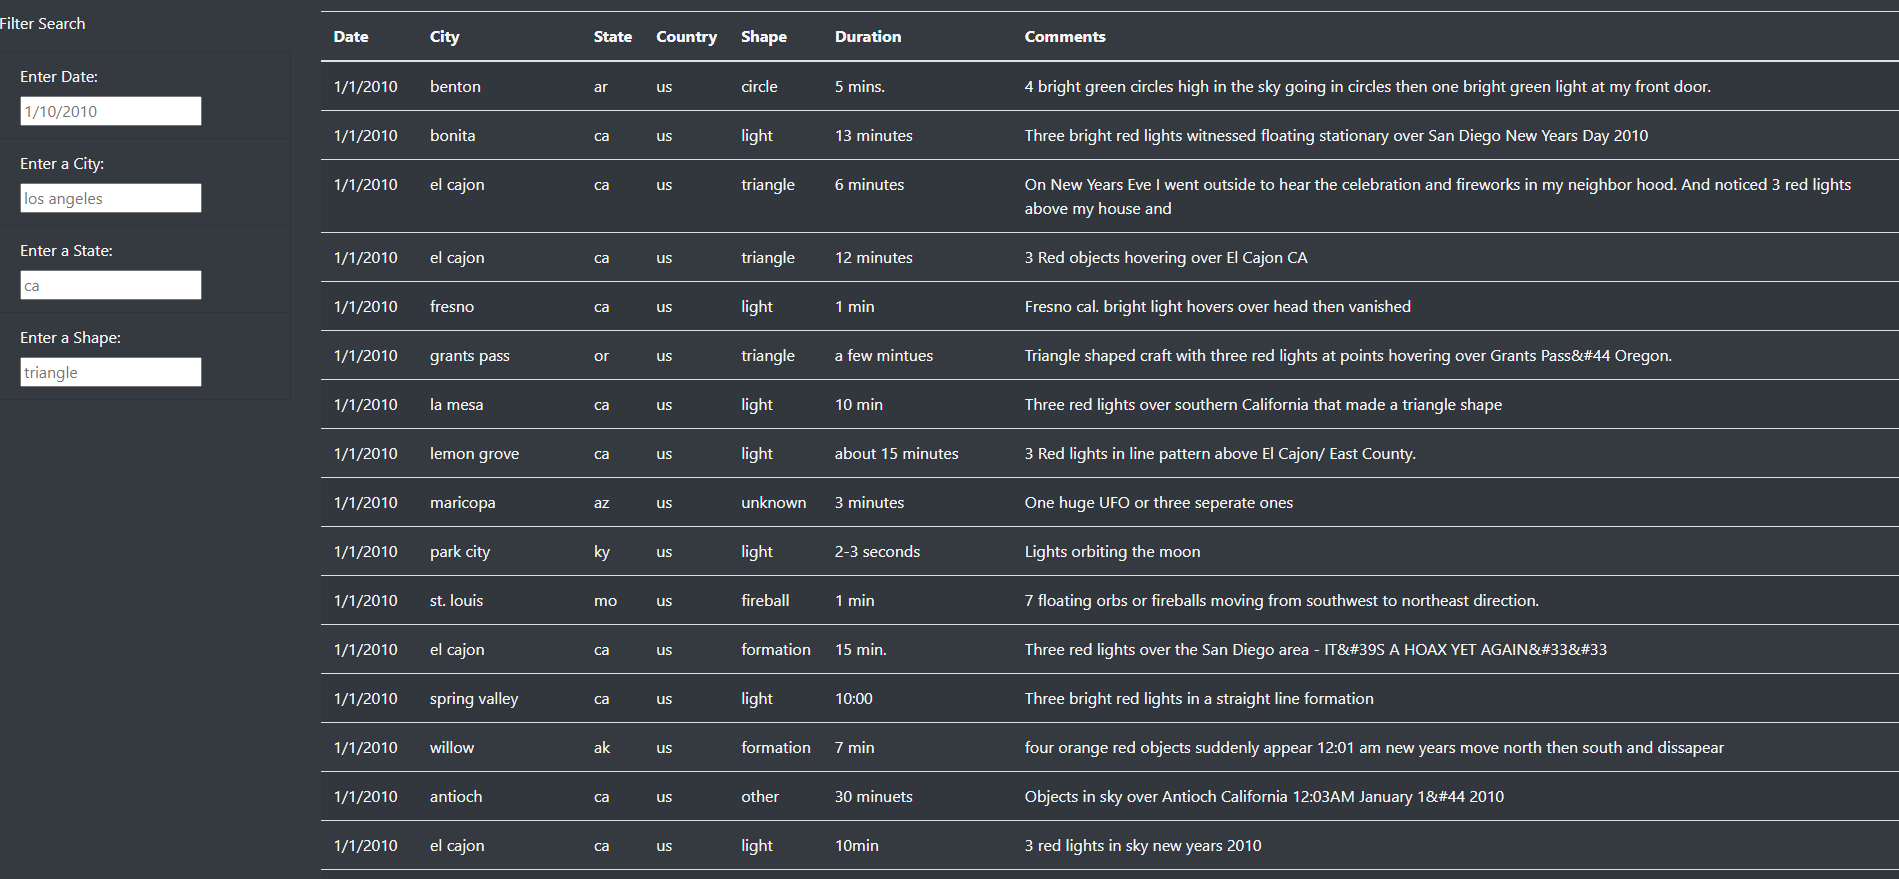 Filter Search
Enter Date:
1/10/2010
Enter a City:
los angeles
Enter a State:
ca
Enter a Shape:
triangle
Date City State Country Shape Duration Comments
1/1/2010 benton ar us circle 5 mins. 4 bright green circles high in the sky going in circles then one bright green light at my front door.
1/1/2010 bonita ca us light 13 minutes Three bright red lights witnessed floating stationary over San Diego New Years Day 2010
1/1/2010 el cajon ca us triangle 6 minutes On New Years Eve I went outside to hear the celebration and fireworks in my neighbor hood. And noticed 3 red lights
above my house and
1/1/2010 el cajon ca us triangle 12 minutes 3 Red objects hovering over El Cajon CA
1/1/2010 fresno ca us light 1 min Fresno cal. bright light hovers over head then vanished
1/1/2010 grants pass or us triangle a few mintues Triangle shaped craft with three red lights at points hovering over Grants Pass&#44 Oregon.
1/1/2010 la mesa ca us light 10 min Three red lights over southern California that made a triangle shape
1/1/2010 lemon grove ca us light about 15 minutes 3 Red lights in line pattern above El Cajon/ East County.
1/1/2010 maricopa az us unknown 3 minutes One huge UFO or three seperate ones
1/1/2010 park city ky us light 2-3 seconds Lights orbiting the moon
1/1/2010 st. louis mo us fireball 1 min 7 floating orbs or fireballs moving from southwest to northeast direction.
1/1/2010 el cajon ca us formation 15 min. Three red lights over the San Diego area - IT&#39S A HOAX YET AGAIN&#33&#33
1/1/2010 spring valley ca us light 10:00 Three bright red lights in a straight line formation
1/1/2010 willow ak us formation 7 min four orange red objects suddenly appear 12:01 am new years move north then south and dissapear
1/1/2010 antioch ca us other 30 minuets Objects in sky over Antioch California 12:03AM January 1&#44 2010
1/1/2010 el cajon ca us light 10min 3 red lights in sky new years 2010